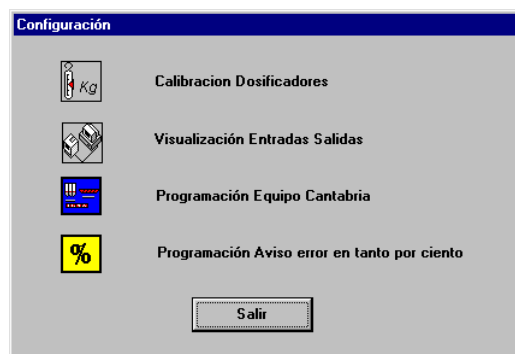 Configuración
Kg
Calibracion Dosificadores
Visualización Entradas Salidas
Programación Equipo Cantabria
%
Programación Aviso error en tanto por ciento
Salir